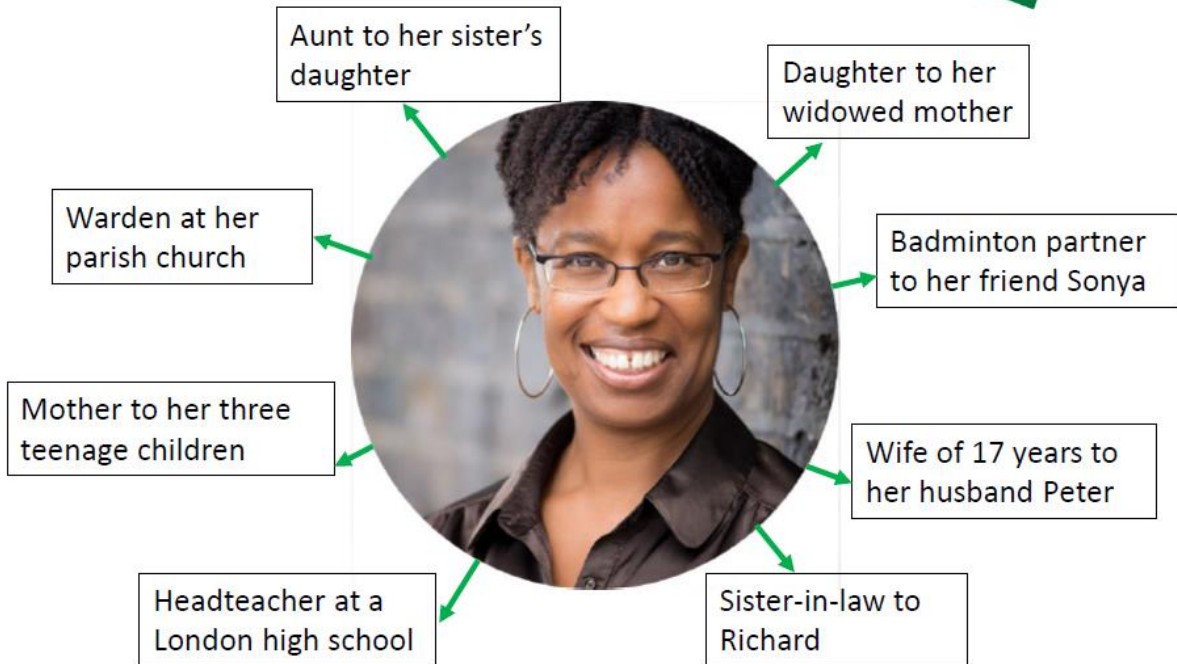 Aunt to her sister’s
daughter
Daughter to her
widowed mother
Warden at her
parish church
Badminton partner
to her friend Sonya
Mother to her three
teenage children
Wife of 17 years to
her husband Peter
Headteacher at a
London high school
Sister-in-law to
Richard